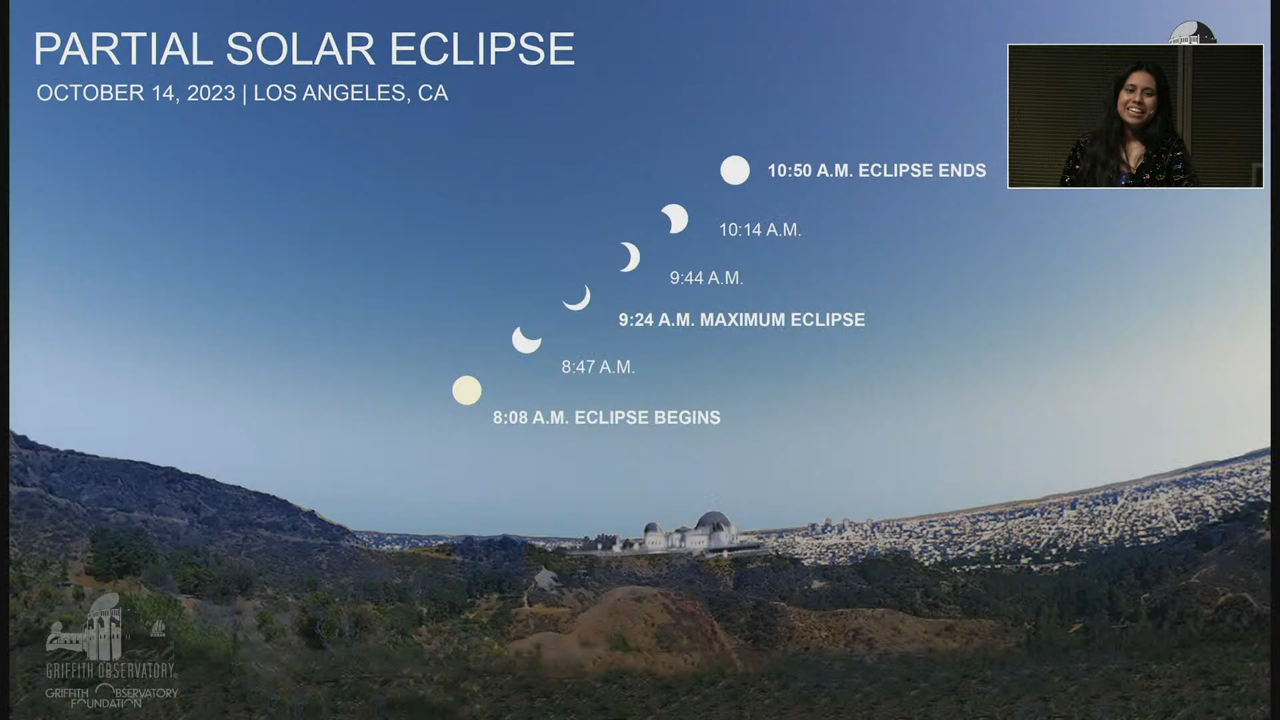 PARTIAL SOLAR ECLIPSE
OCTOBER 14, 2023 | LOS ANGELES, CA
10:50 A.M. ECLIPSE ENDS
10:14 A.M.
9:44 A.M.
9:24 A.M. MAXIMUM ECLIPSE
8:47 A.M.
8:08 A.M. ECLIPSE BEGINS
GRIFFITH OBSERVATORY
GRIFFITH OBSERVATORY
FOUNDATION